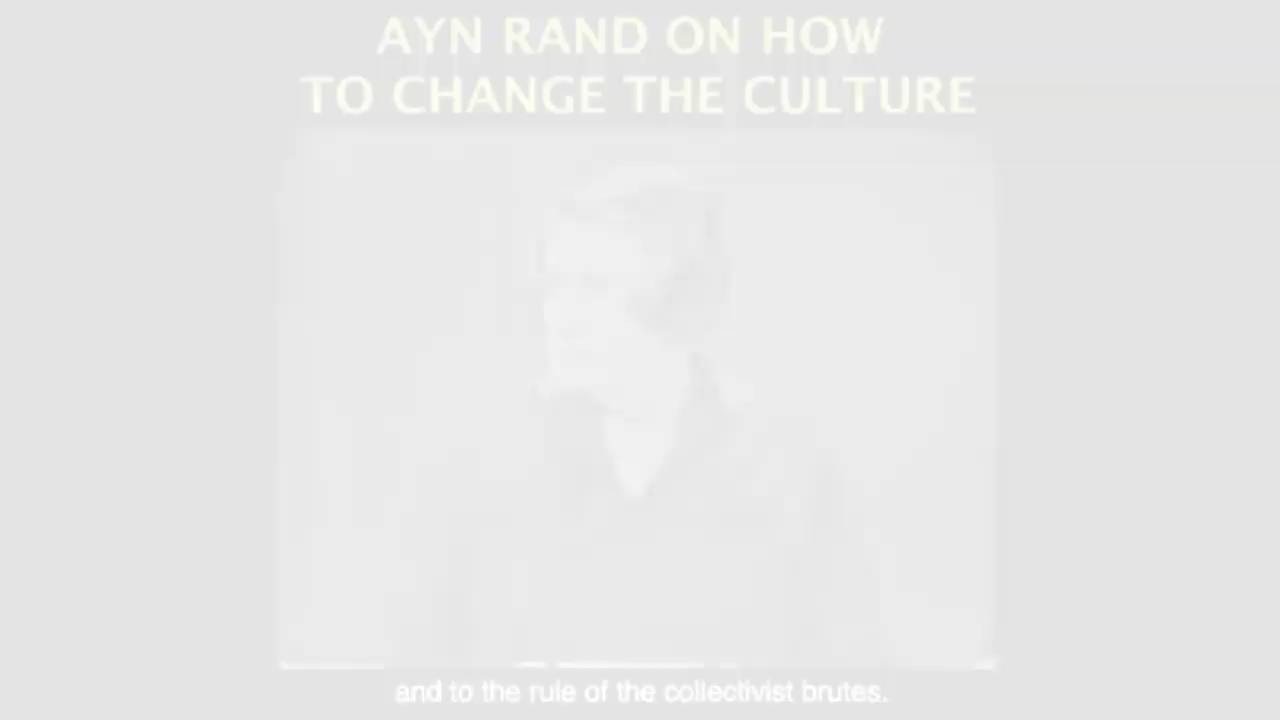 AYN RAND ON HOW
TO CHANGE THE CULTURE
and to the rule of the collectivist brutes.